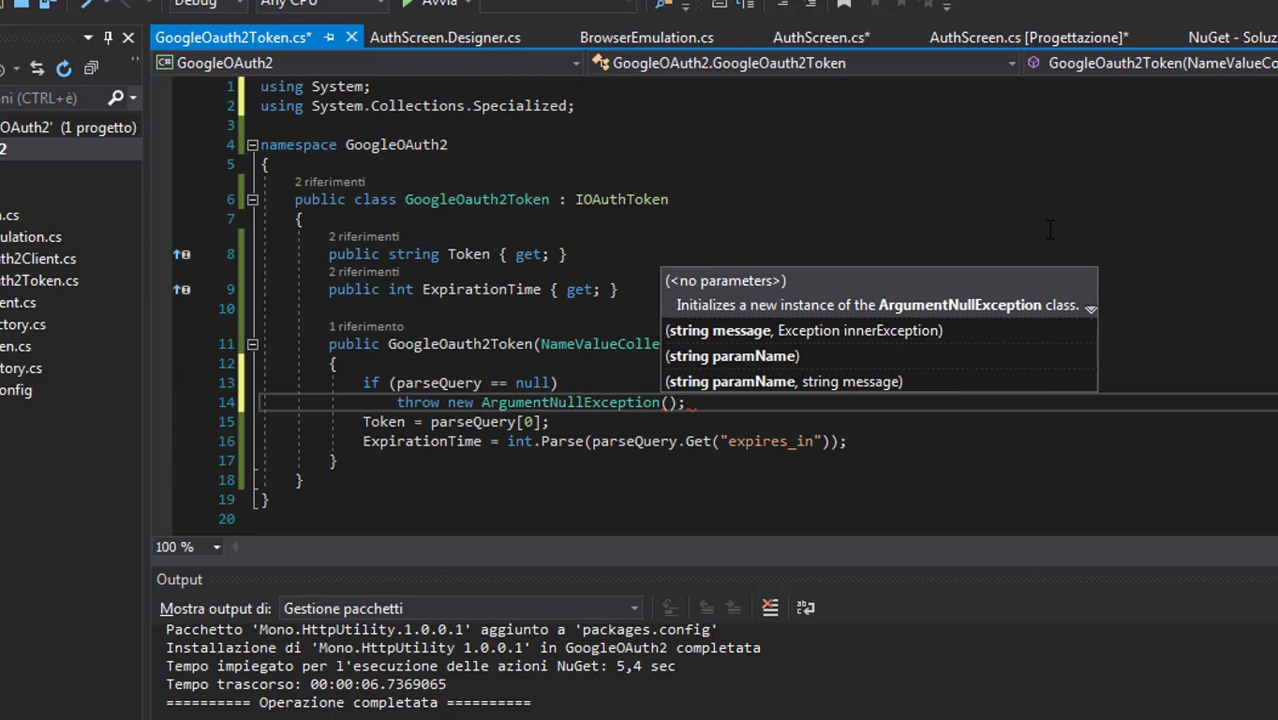 Debug Any CPU Avvia
GoogleOauth2Token.cs* AuthScreen.Designer.cs BrowserEmulation.cs AuthScreen.cs* AuthScreen.cs [Progettazione]* NuGet - Soluz
GoogleOAuth2 GoogleOAuth2.GoogleOauth2Token GoogleOauth2Token(NameValueCo
oni (CTRL+è)
OAuth2' (1 progetto)
2
.cs
ulation.cs
th2Client.cs
th2Token.cs
ent.cs
tory.cs
en.cs
tory.cs
onfig
1 using System;
2 using System.Collections.Specialized;
3
4 namespace GoogleOAuth2
5 {
2 riferimenti
6 public class GoogleOauth2Token : IOAuthToken
7 {
2 riferimenti
8 public string Token { get; }
2 riferimenti
9 public int ExpirationTime { get; }
10
1 riferimento
11 public GoogleOauth2Token(NameValueColle
12 {
13 if (parseQuery == null)
14 throw new ArgumentNullException();
15 Token = parseQuery[0];
16 ExpirationTime = int.Parse(parseQuery.Get("expires_in"));
17 }
18 }
19 }
20
(<no parameters>)
Initializes a new instance of the ArgumentNullException class.
(string message, Exception innerException)
(string paramName)
(string paramName, string message)
100 %
Output
Mostra output di: Gestione pacchetti
Pacchetto 'Mono.HttpUtility.1.0.0.1' aggiunto a 'packages.config'
Installazione di 'Mono.HttpUtility 1.0.0.1' in GoogleOAuth2 completata
Tempo impiegato per l'esecuzione delle azioni NuGet: 5,4 sec
Tempo trascorso: 00:00:06.7369065
========== Operazione completata ==========